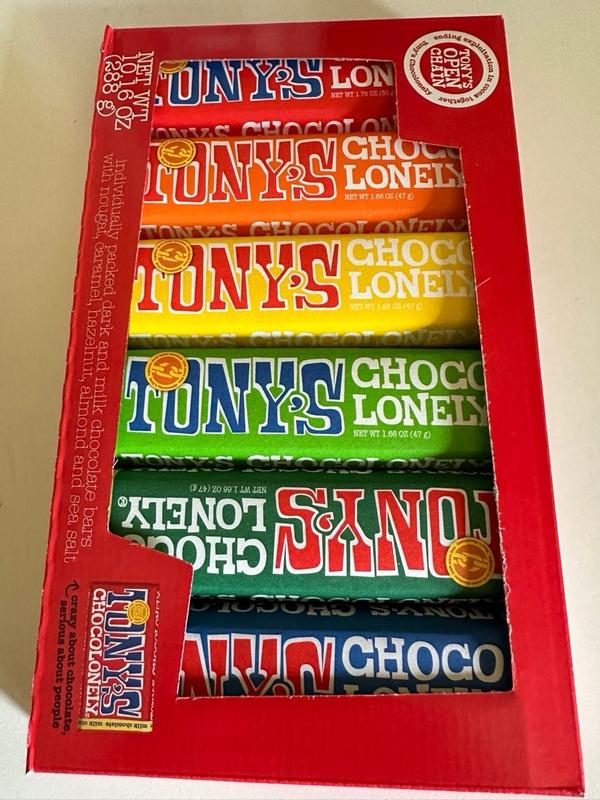 NET WT
10.16 OZ
288 g
TONY'S
OPEN
CHAIN
Tony's Chocolonely
ending exploitation in cocoa together
individually packed dark and milk chocolate bars
with nougat, caramel, hazelnut, almond and sea salt
TONY'S LON
NET WT 1.76 OZ (50 g)
TONY'S CHOCOLONELY
TONY'S CHOC
LONELY
NET WT 1.66 OZ (47 g)
TONY'S CHOCOLONELY
TONY'S CHOC
LONELY
NET WT 1.66 OZ (47 g)
TONY'S CHOCOLONELY
TONY'S CHOCO
LONELY
NET WT 1.66 OZ (47 g)
TONY'S CHOCOLONELY
TONY'S CHOCO
LONELY
NET WT 1.66 OZ (47 g)
TONY'S CHOCO
TONY'S CHOCO
crazy about chocolate,
serious about people
TONY'S
CHOCOLONELY
milk chocolate